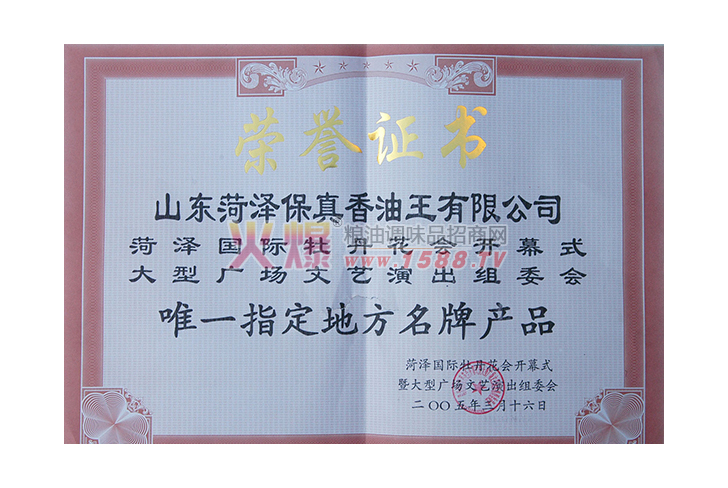 荣誉证书
山东菏泽保真香油王有限公司
菏泽国际牡丹花会开幕式
火爆® 粮油调味品招商网
www.1588.TV
大型广场文艺演出组委会
唯一指定地方名牌产品
菏泽国际牡丹花会开幕式
暨大型广场文艺演出组委会
二〇〇五年三月十六日